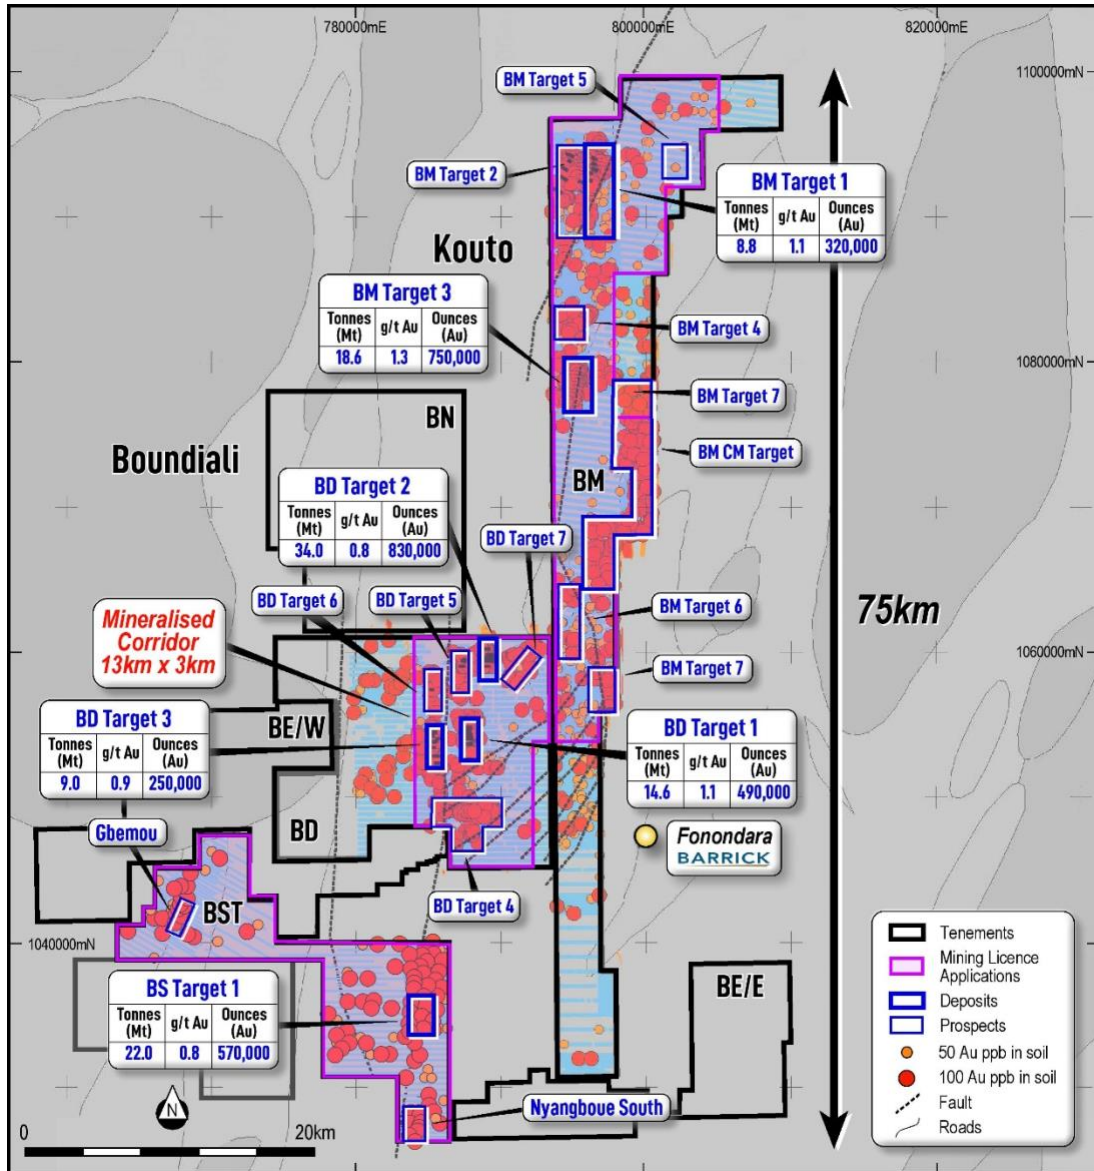 780000mE
800000mE
820000mE
1100000mN
BM Target 5
BM Target 2
BM Target 1
Tonnes (Mt) g/t Au Ounces (Au)
8.8 1.1 320,000
Kouto
BM Target 3
Tonnes (Mt) g/t Au Ounces (Au)
18.6 1.3 750,000
BM Target 4
1080000mN
BM Target 7
BN
BM CM Target
Boundiali
BM
BD Target 2
Tonnes (Mt) g/t Au Ounces (Au)
34.0 0.8 830,000
BD Target 7
BD Target 6
BD Target 5
75km
BM Target 6
Mineralised
Corridor
13km x 3km
1060000mN
BM Target 7
BD Target 3
Tonnes (Mt) g/t Au Ounces (Au)
9.0 0.9 250,000
BE/W
BD Target 1
Tonnes (Mt) g/t Au Ounces (Au)
14.6 1.1 490,000
BD
Gbemou
Fonondara
BARRICK
BST
BD Target 4
1040000mN
BS Target 1
Tonnes (Mt) g/t Au Ounces (Au)
22.0 0.8 570,000
BE/E
Nyangboue South
N
0 20km
Tenements
Mining Licence
Applications
Deposits
Prospects
50 Au ppb in soil
100 Au ppb in soil
Fault
Roads